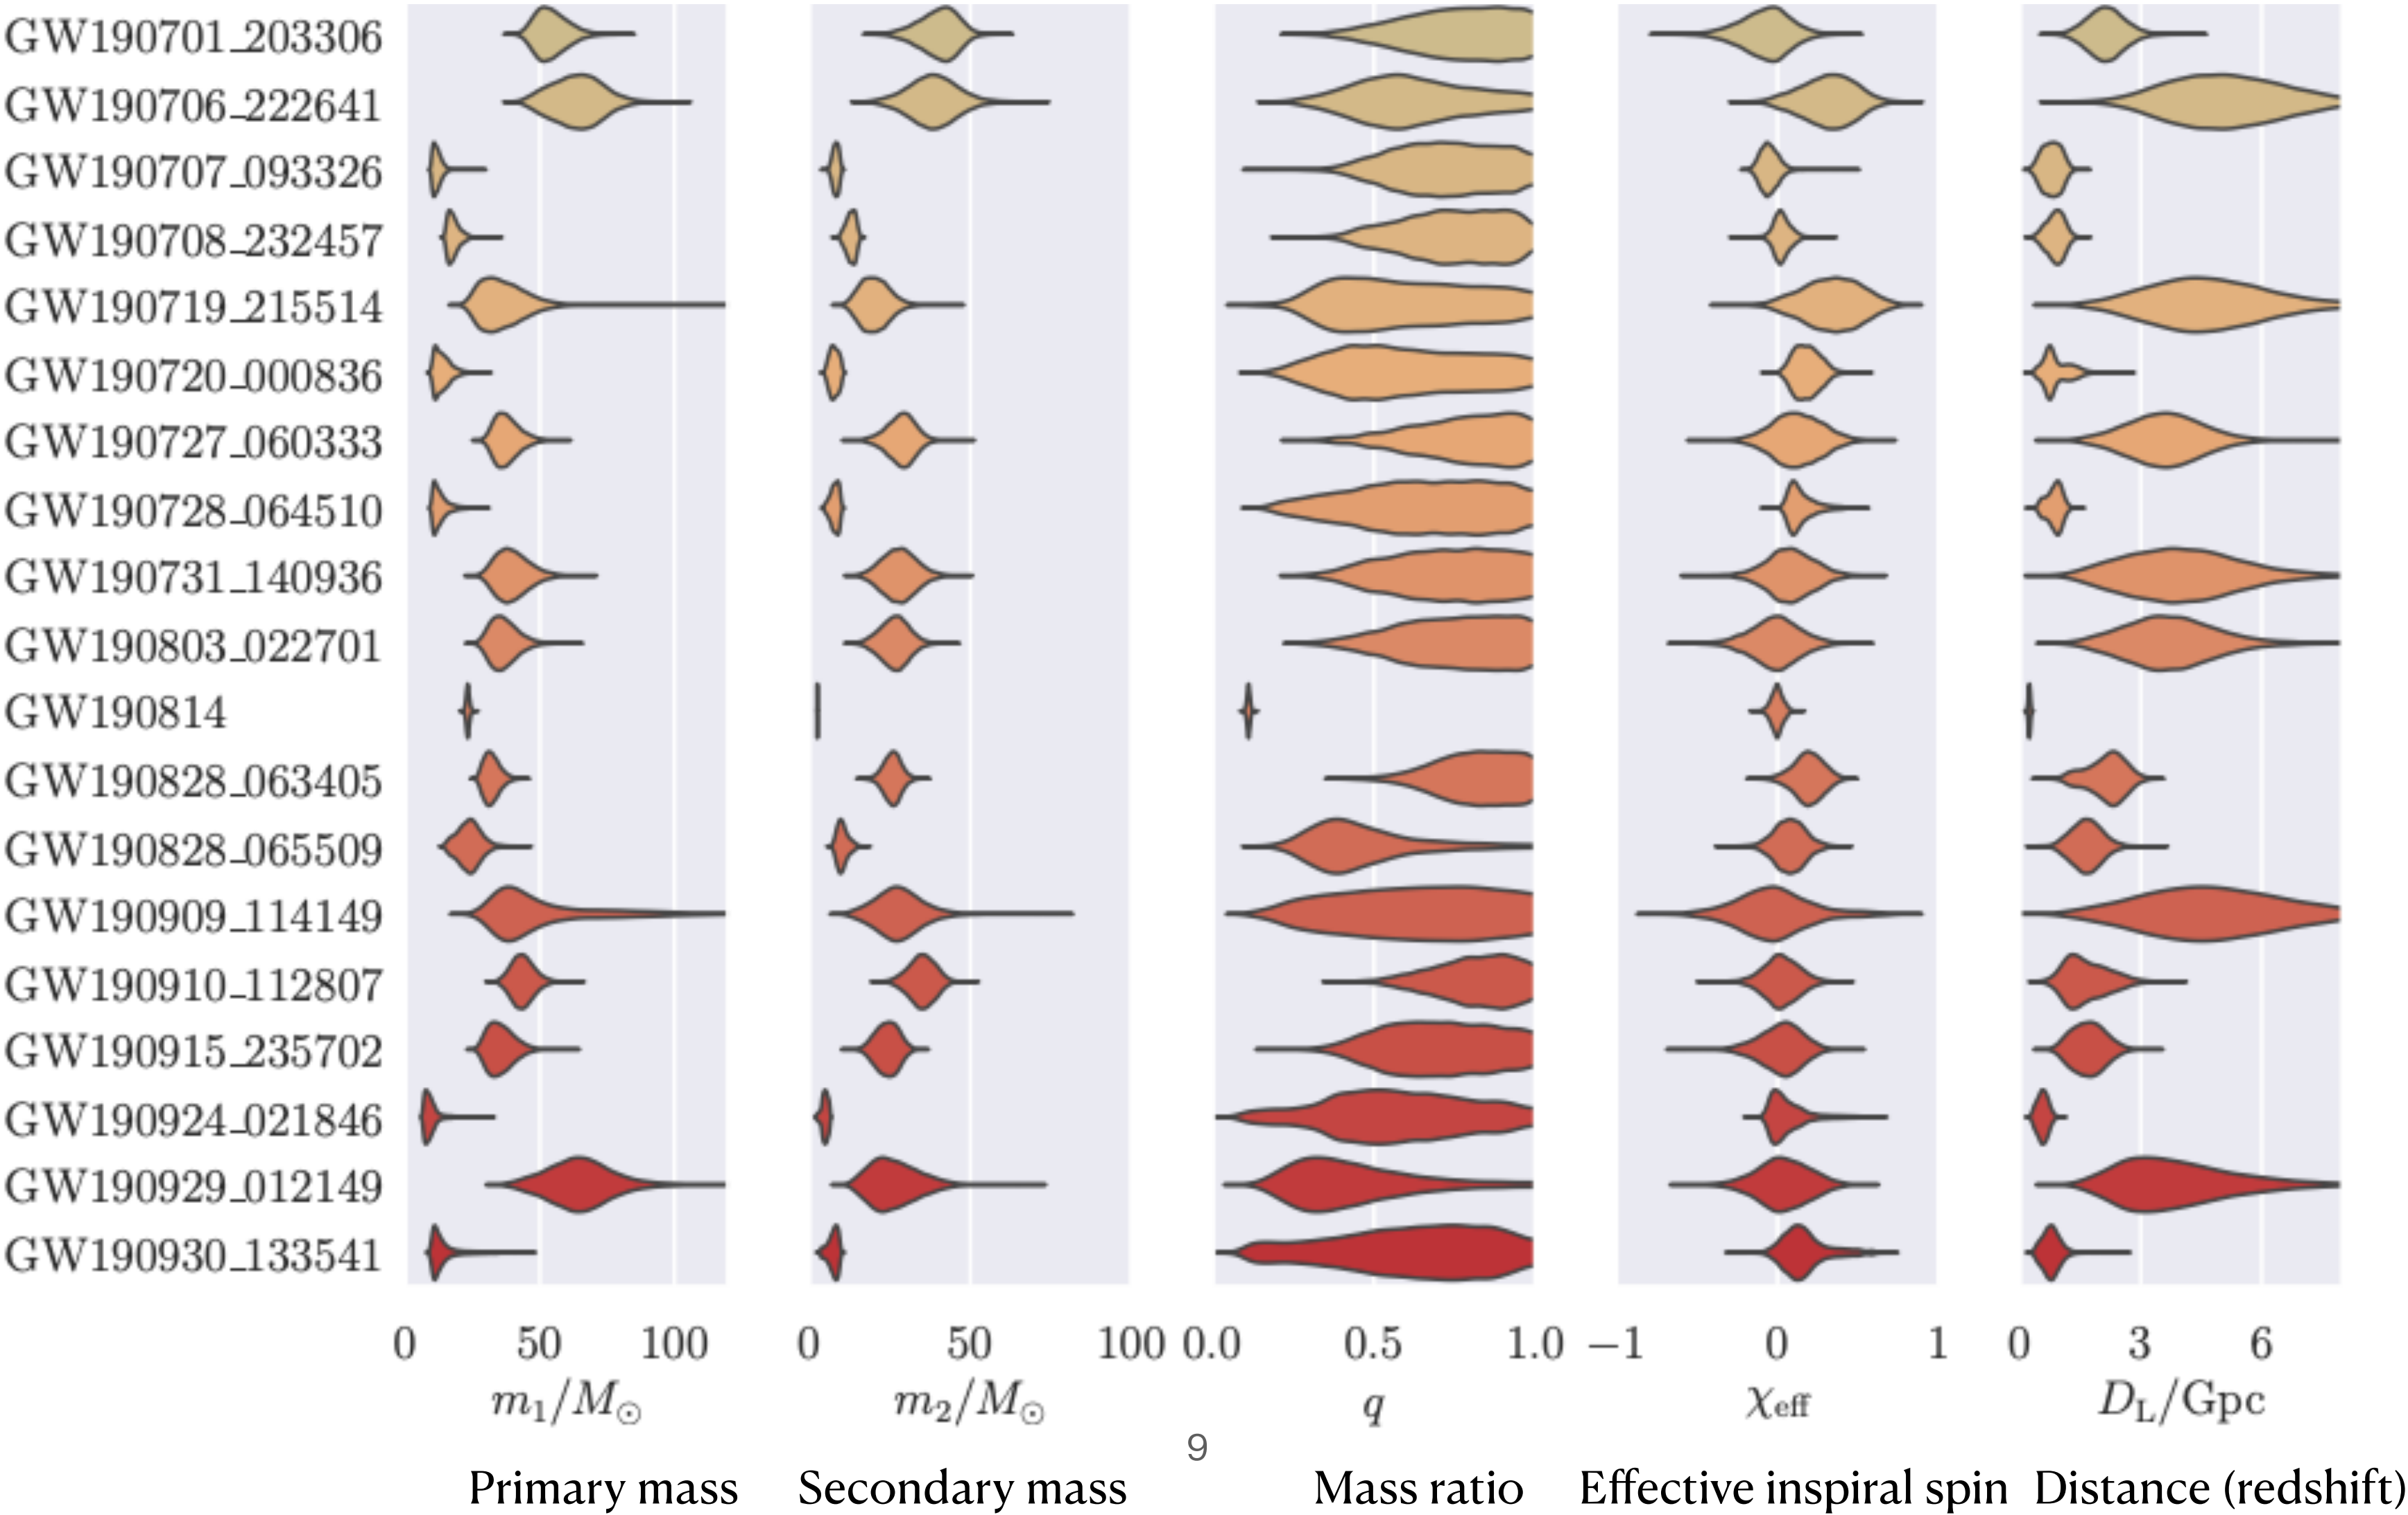 GW190701_203306
GW190706_222641
GW190707_093326
GW190708_232457
GW190719_215514
GW190720_000836
GW190727_060333
GW190728_064510
GW190731_140936
GW190803_022701
GW190814
GW190828_063405
GW190828_065509
GW190909_114149
GW190910_112807
GW190915_235702
GW190924_021846
GW190929_012149
GW190930_133541
0 50 100 0 50 100 0.0 0.5 1.0 −1 0 1 0 3 6
m₁/M⊙ m₂/M⊙ q χeff DL/Gpc
9
Primary mass Secondary mass Mass ratio Effective inspiral spin Distance (redshift)